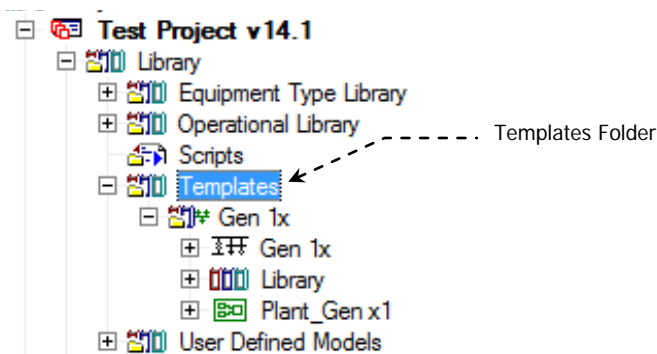 Test Project v14.1
Library
Equipment Type Library
Operational Library
Templates Folder
Scripts
Templates
Gen 1x
Gen 1x
Library
Plant_Gen x1
User Defined Models